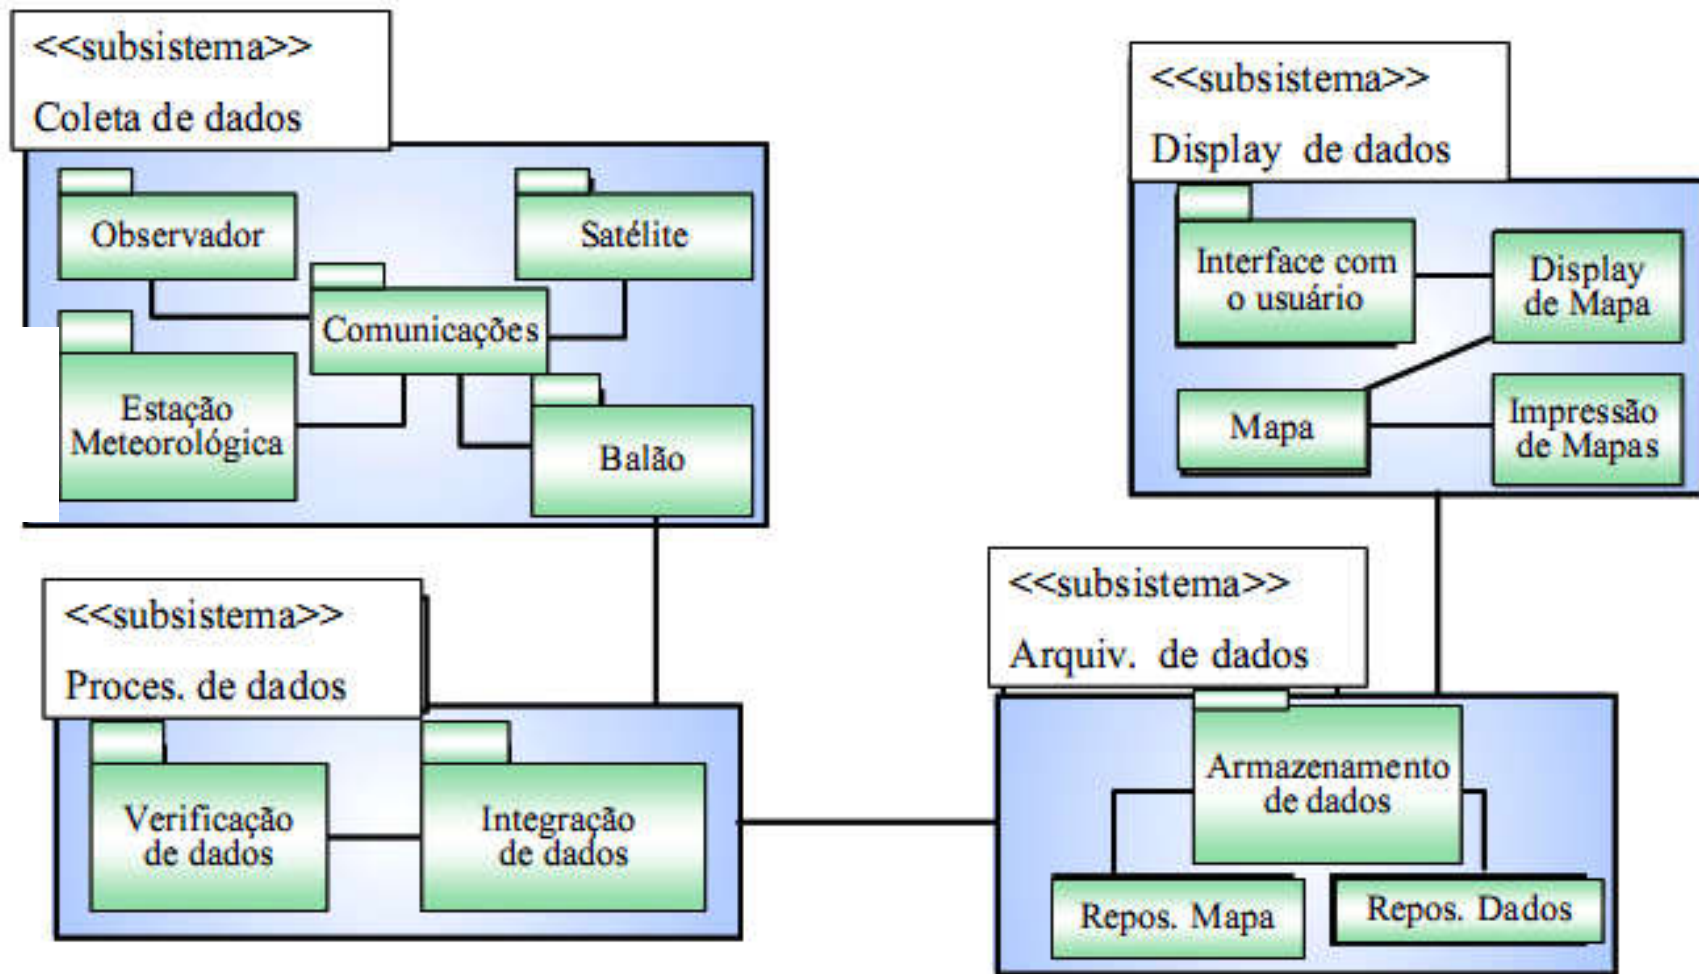 <<subsistema>>
Coleta de dados
Observador
Satélite
Comunicações
Estação
Meteorológica
Balão
<<subsistema>>
Display de dados
Interface com
o usuário
Display
de Mapa
Mapa
Impressão
de Mapas
<<subsistema>>
Proces. de dados
Verificação
de dados
Integração
de dados
<<subsistema>>
Arquiv. de dados
Armazenamento
de dados
Repos. Mapa
Repos. Dados